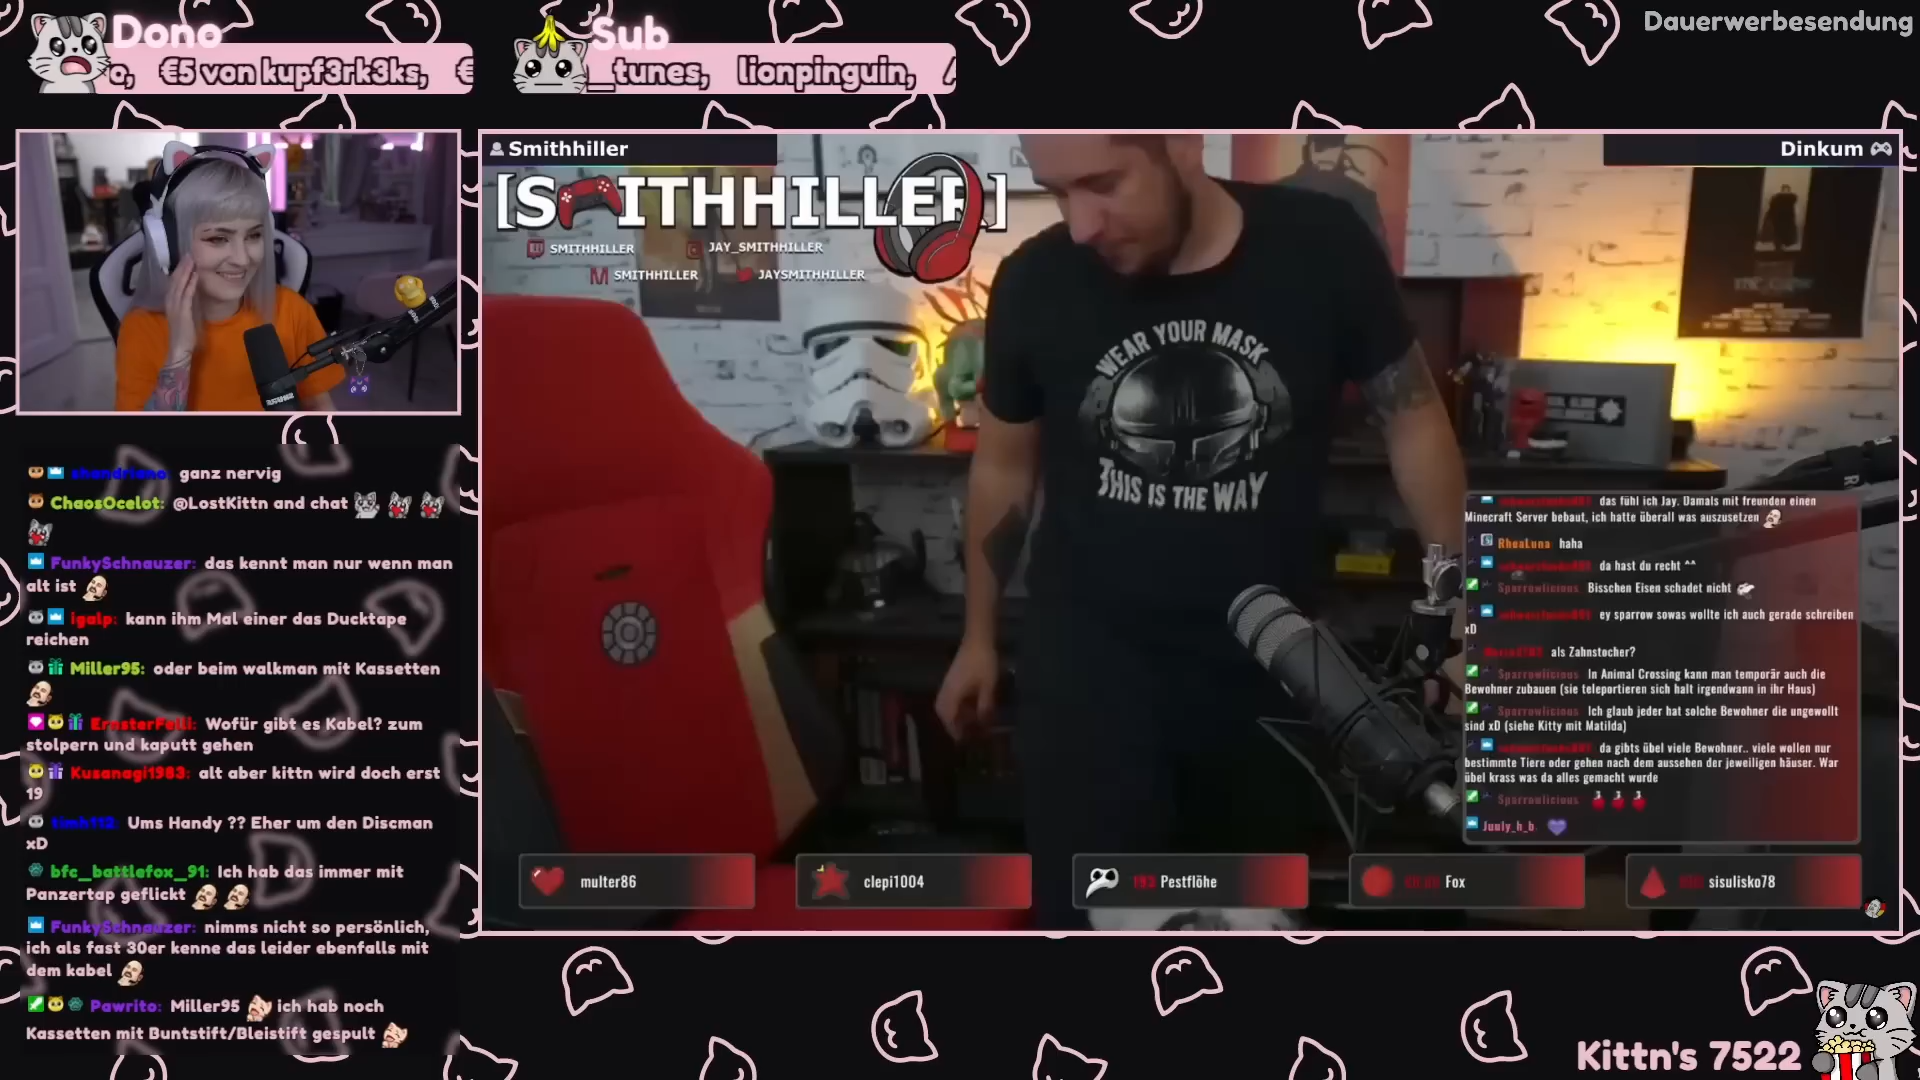 Dono
€5 von kupf3rk3ks,
Sub
_tunes, lionpinguin,
Dauerwerbesendung
Smithhiller
Dinkum
[SMITHHILLER]
SMITHHILLER
JAY_SMITHHILLER
SMITHHILLER
JAYSMITHHILLER
WEAR YOUR MASK
THIS IS THE WAY
ganz nervig
ChaosOcelot: @LostKittn and chat
FunkySchnauzer: das kennt man nur wenn man
alt ist
igalp: kann ihm Mal einer das Ducktape
reichen
Miller95: oder beim walkman mit Kassetten
ErnsterFelli: Wofür gibt es Kabel? zum
stolpern und kaputt gehen
Kusanagi1983: alt aber kittn wird doch erst
19
timh112: Ums Handy ?? Eher um den Discman
xD
bfc_battlefox_91: Ich hab das immer mit
Panzertap geflickt
FunkySchnauzer: nimms nicht so persönlich,
ich als fast 30er kenne das leider ebenfalls mit
dem kabel
Pawrito: Miller95 ich hab noch
Kassetten mit Buntstift/Bleistift gespult
das fühl ich Jay. Damals mit freunden einen
Minecraft Server bebaut, ich hatte überall was auszusetzen
RheaLuna haha
da hast du recht ^^
Sparrowlicious Bisschen Eisen schadet nicht
ey sparrow sowas wollte ich auch gerade schreiben
xD
als Zahnstocher?
Sparrowlicious In Animal Crossing kann man temporär auch die
Bewohner zubauen (sie teleportieren sich halt irgendwann in ihr Haus)
Sparrowlicious Ich glaub jeder hat solche Bewohner die ungewollt
sind xD (siehe Kitty mit Matilda)
da gibts übel viele Bewohner.. viele wollen nur
bestimmte Tiere oder gehen nach dem aussehen der jeweiligen häuser. War
übel krass was da alles gemacht wurde
Sparrowlicious
Juuly_h_b.
multer86
clepi1004
193 Pestflöhe
Fox
sisulisko78
Kittn's 7522